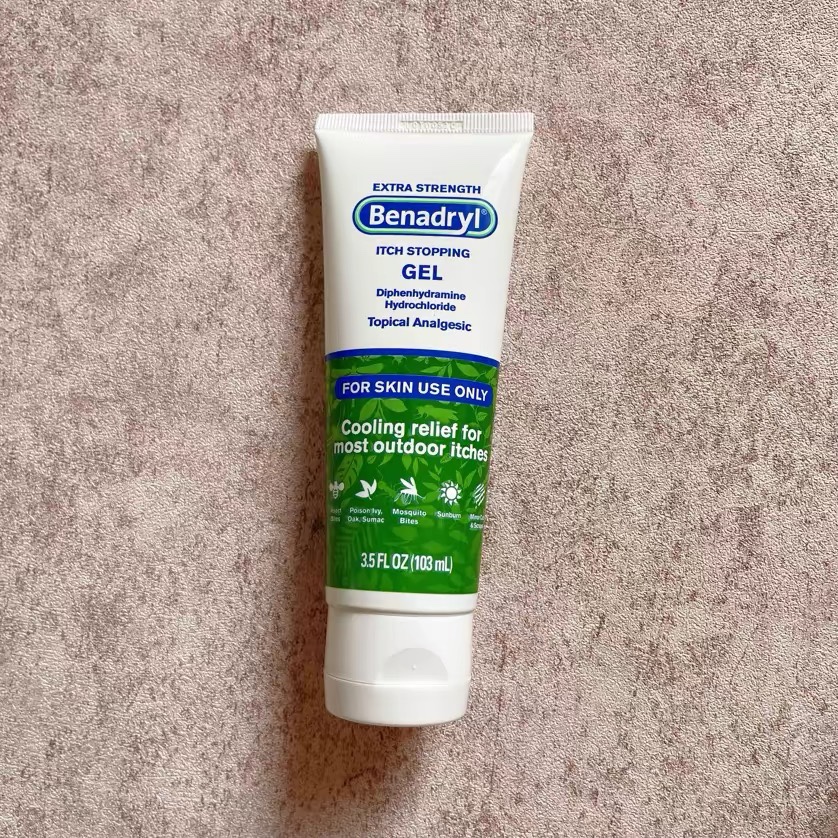 EXTRA STRENGTH
Benadryl®
ITCH STOPPING
GEL
Diphenhydramine
Hydrochloride
Topical Analgesic
FOR SKIN USE ONLY
Cooling relief for
most outdoor itches
Poison Ivy,
Oak, Sumac
Mosquito
Bites
Sunburn
3.5 FL OZ (103 mL)